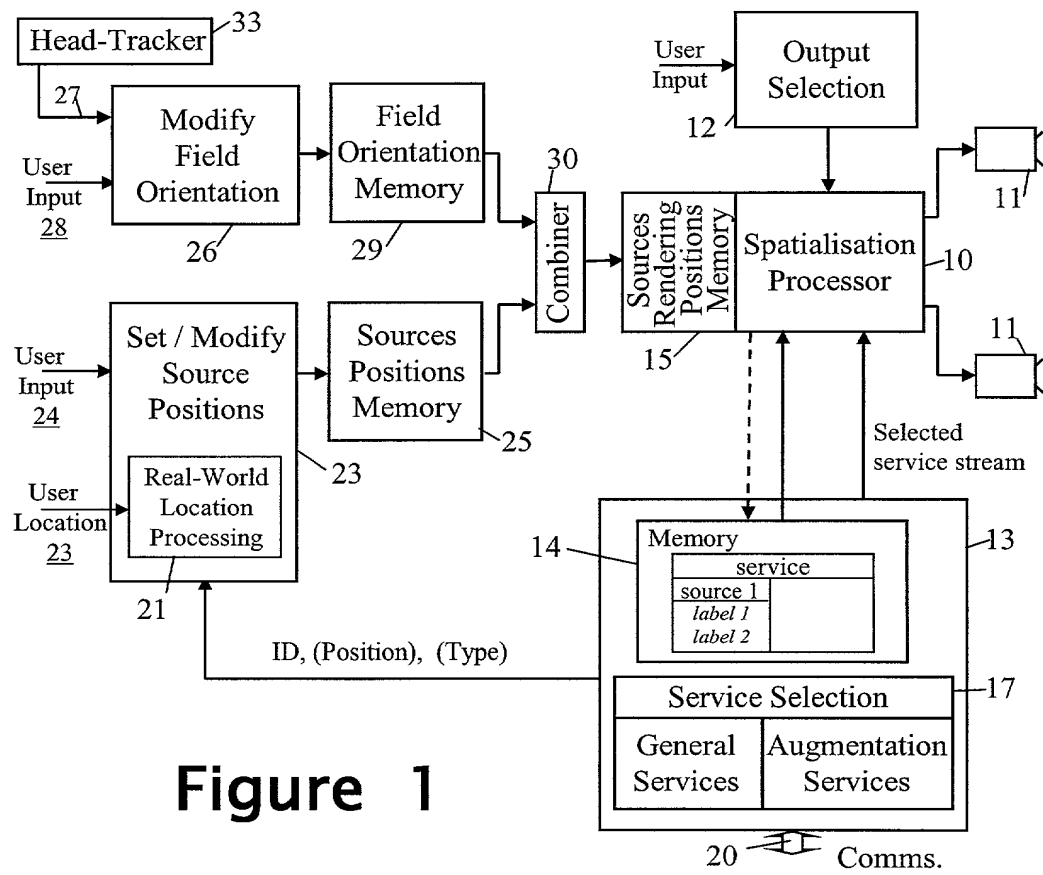 Head-Tracker
33
27
Modify
Field
Orientation
26
User
Input
28
Field
Orientation
Memory
29
30
Combiner
User
Input
Output
Selection
12
11
Sources
Rendering
Positions
Memory
15
Spatialisation
Processor
10
11
User
Input
24
Set / Modify
Source
Positions
23
Sources
Positions
Memory
25
User
Location
23
Real-World
Location
Processing
21
Selected
service stream
13
14
Memory
service
source 1
label 1
label 2
ID, (Position), (Type)
17
Service Selection
General
Services
Augmentation
Services
20
Comms.
Figure 1